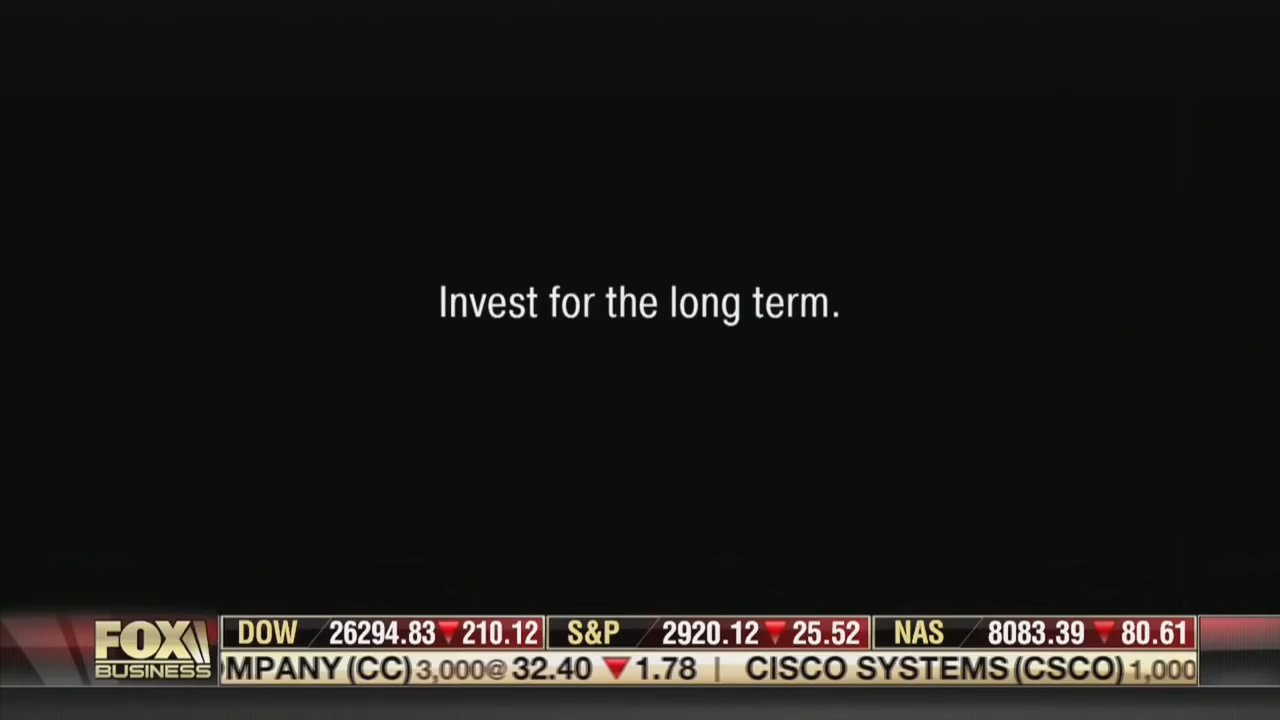 Invest for the long term.
FOX BUSINESS
DOW 26294.83 ▼ 210.12 S&P 2920.12 ▼ 25.52 NAS 8083.39 ▼ 80.61
MPANY (CC) 3,000@ 32.40 ▼ 1.78 | CISCO SYSTEMS (CSCO) 1,000